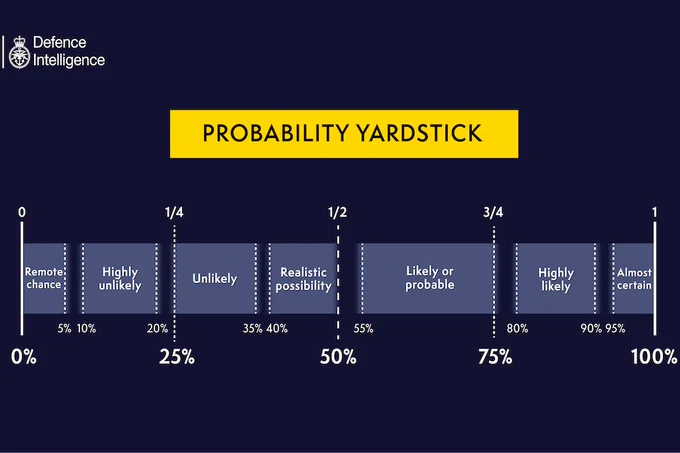 Defence
Intelligence
PROBABILITY YARDSTICK
0 1/4 1/2 3/4 1
Remote
chance
Highly
unlikely
Unlikely
Realistic
possibility
Likely or
probable
Highly
likely
Almost
certain
5% 10% 20% 35% 40% 55% 80% 90% 95%
0% 25% 50% 75% 100%